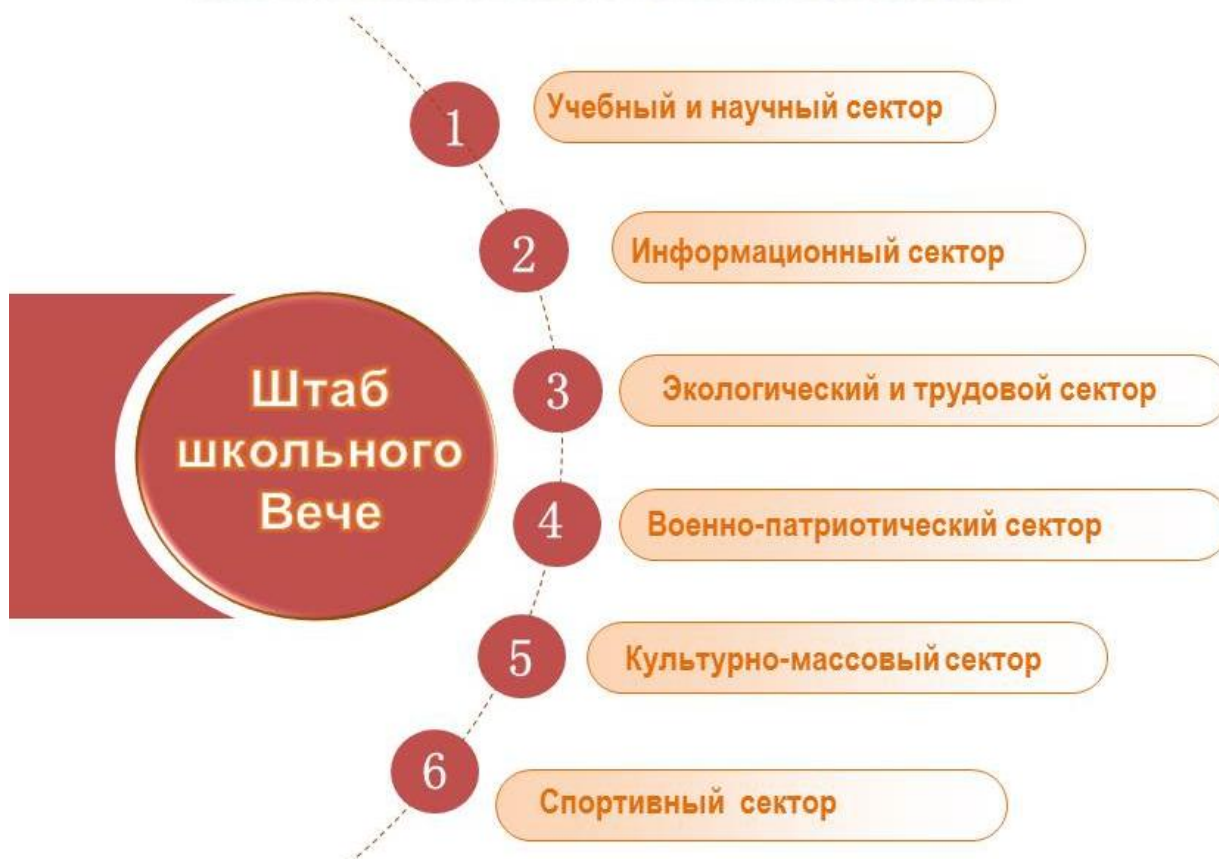 1
Учебный и научный сектор
2
Информационный сектор
3
Экологический и трудовой сектор
Штаб
школьного
Вече
4
Военно-патриотический сектор
5
Культурно-массовый сектор
6
Спортивный сектор